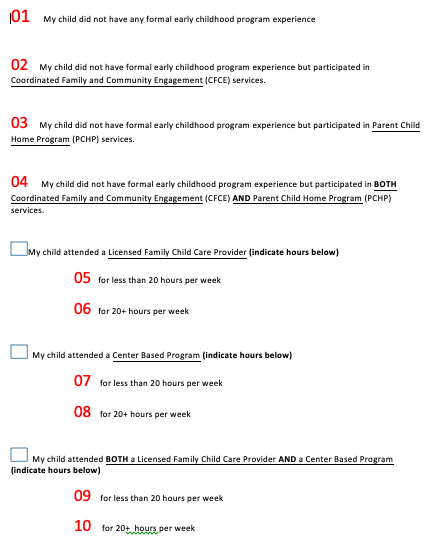 01 My child did not have any formal early childhood program experience
02 My child did not have formal early childhood program experience but participated in
Coordinated Family and Community Engagement (CFCE) services.
03 My child did not have formal early childhood program experience but participated in Parent Child
Home Program (PCHP) services.
04 My child did not have formal early childhood program experience but participated in BOTH
Coordinated Family and Community Engagement (CFCE) AND Parent Child Home Program (PCHP)
services.
My child attended a Licensed Family Child Care Provider (indicate hours below)
05 for less than 20 hours per week
06 for 20+ hours per week
My child attended a Center Based Program (indicate hours below)
07 for less than 20 hours per week
08 for 20+ hours per week
My child attended BOTH a Licensed Family Child Care Provider AND a Center Based Program
(indicate hours below)
09 for less than 20 hours per week
10 for 20+ hours per week